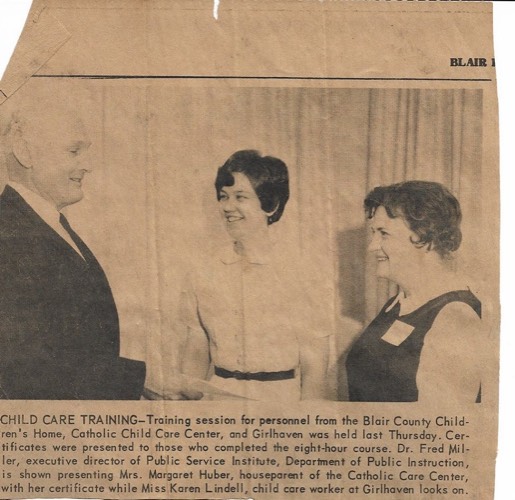 BLAIR
CHILD CARE TRAINING—Training session for personnel from the Blair County Child-
ren's Home, Catholic Child Care Center, and Girlhaven was held last Thursday. Cer-
tificates were presented to those who completed the eight-hour course. Dr. Fred Mil-
ler, executive director of Public Service Institute, Department of Public Instruction,
is shown presenting Mrs. Margaret Huber, houseparent of the Catholic Care Center,
with her certificate while Miss Karen Lindell, child care worker at Girlhaven looks on.